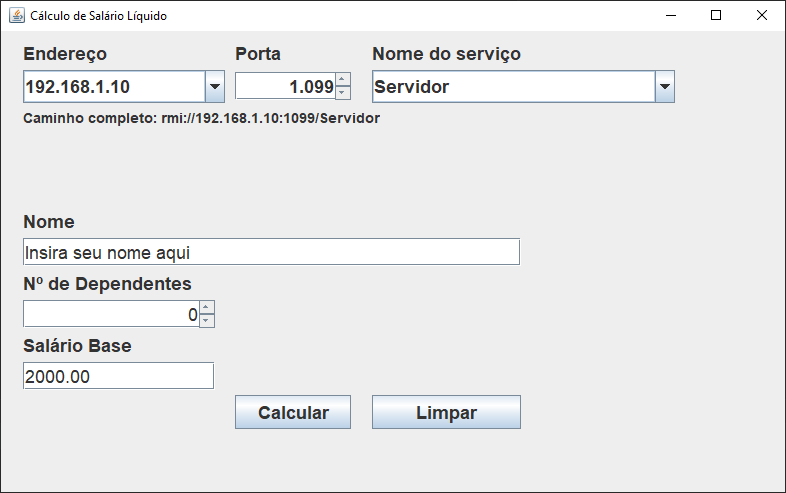 Cálculo de Salário Líquido
Endereço Porta Nome do serviço
192.168.1.10 1.099 Servidor
Caminho completo: rmi://192.168.1.10:1099/Servidor
Nome
Insira seu nome aqui
Nº de Dependentes
0
Salário Base
2000.00
Calcular Limpar